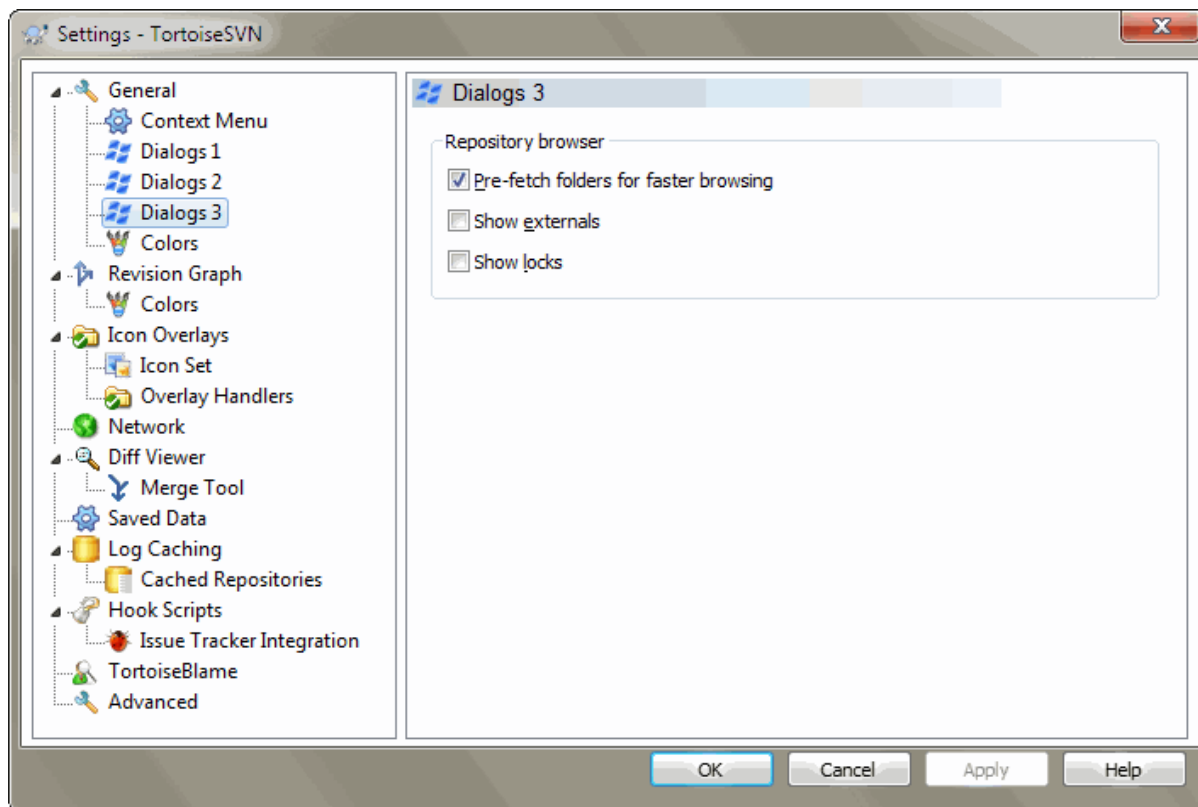 Settings - TortoiseSVN
General
Context Menu
Dialogs 1
Dialogs 2
Dialogs 3
Colors
Revision Graph
Colors
Icon Overlays
Icon Set
Overlay Handlers
Network
Diff Viewer
Merge Tool
Saved Data
Log Caching
Cached Repositories
Hook Scripts
Issue Tracker Integration
TortoiseBlame
Advanced
Dialogs 3
Repository browser
Pre-fetch folders for faster browsing
Show externals
Show locks
OK
Cancel
Apply
Help